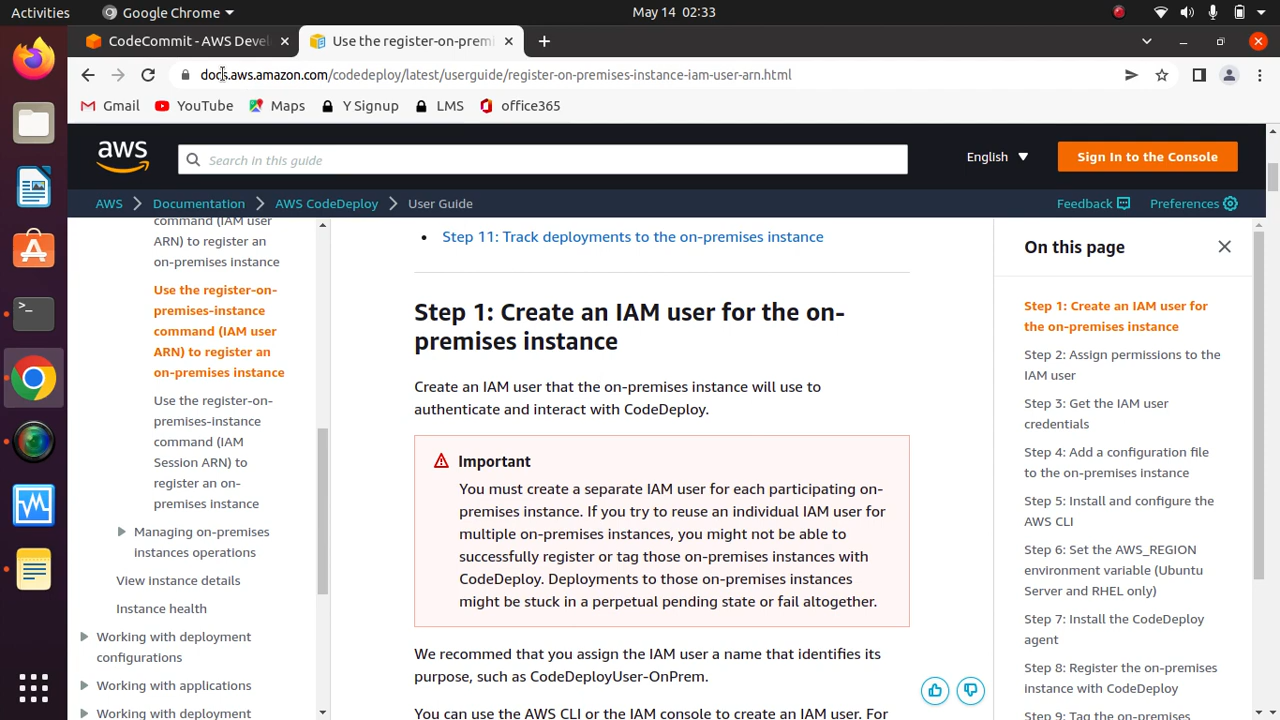 Activities
Google Chrome
May 14 02:33
CodeCommit - AWS Devel
Use the register-on-premi
docs.aws.amazon.com/codedeploy/latest/userguide/register-on-premises-instance-iam-user-arn.html
Gmail
YouTube
Maps
Y Signup
LMS
office365
aws
Search in this guide
English
Sign In to the Console
AWS
Documentation
AWS CodeDeploy
User Guide
Feedback
Preferences
command (IAM user
ARN) to register an
on-premises instance
Use the register-on-
premises-instance
command (IAM user
ARN) to register an
on-premises instance
Use the register-on-
premises-instance
command (IAM
Session ARN) to
register an on-
premises instance
Managing on-premises
instances operations
View instance details
Instance health
Working with deployment
configurations
Working with applications
Working with deployment
• Step 11: Track deployments to the on-premises instance
Step 1: Create an IAM user for the on-
premises instance
Create an IAM user that the on-premises instance will use to
authenticate and interact with CodeDeploy.
Important
You must create a separate IAM user for each participating on-
premises instance. If you try to reuse an individual IAM user for
multiple on-premises instances, you might not be able to
successfully register or tag those on-premises instances with
CodeDeploy. Deployments to those on-premises instances
might be stuck in a perpetual pending state or fail altogether.
We recommed that you assign the IAM user a name that identifies its
purpose, such as CodeDeployUser-OnPrem.
You can use the AWS CLI or the IAM console to create an IAM user. For
On this page
Step 1: Create an IAM user for
the on-premises instance
Step 2: Assign permissions to the
IAM user
Step 3: Get the IAM user
credentials
Step 4: Add a configuration file
to the on-premises instance
Step 5: Install and configure the
AWS CLI
Step 6: Set the AWS_REGION
environment variable (Ubuntu
Server and RHEL only)
Step 7: Install the CodeDeploy
agent
Step 8: Register the on-premises
instance with CodeDeploy
Step 9: Tag the on-premises